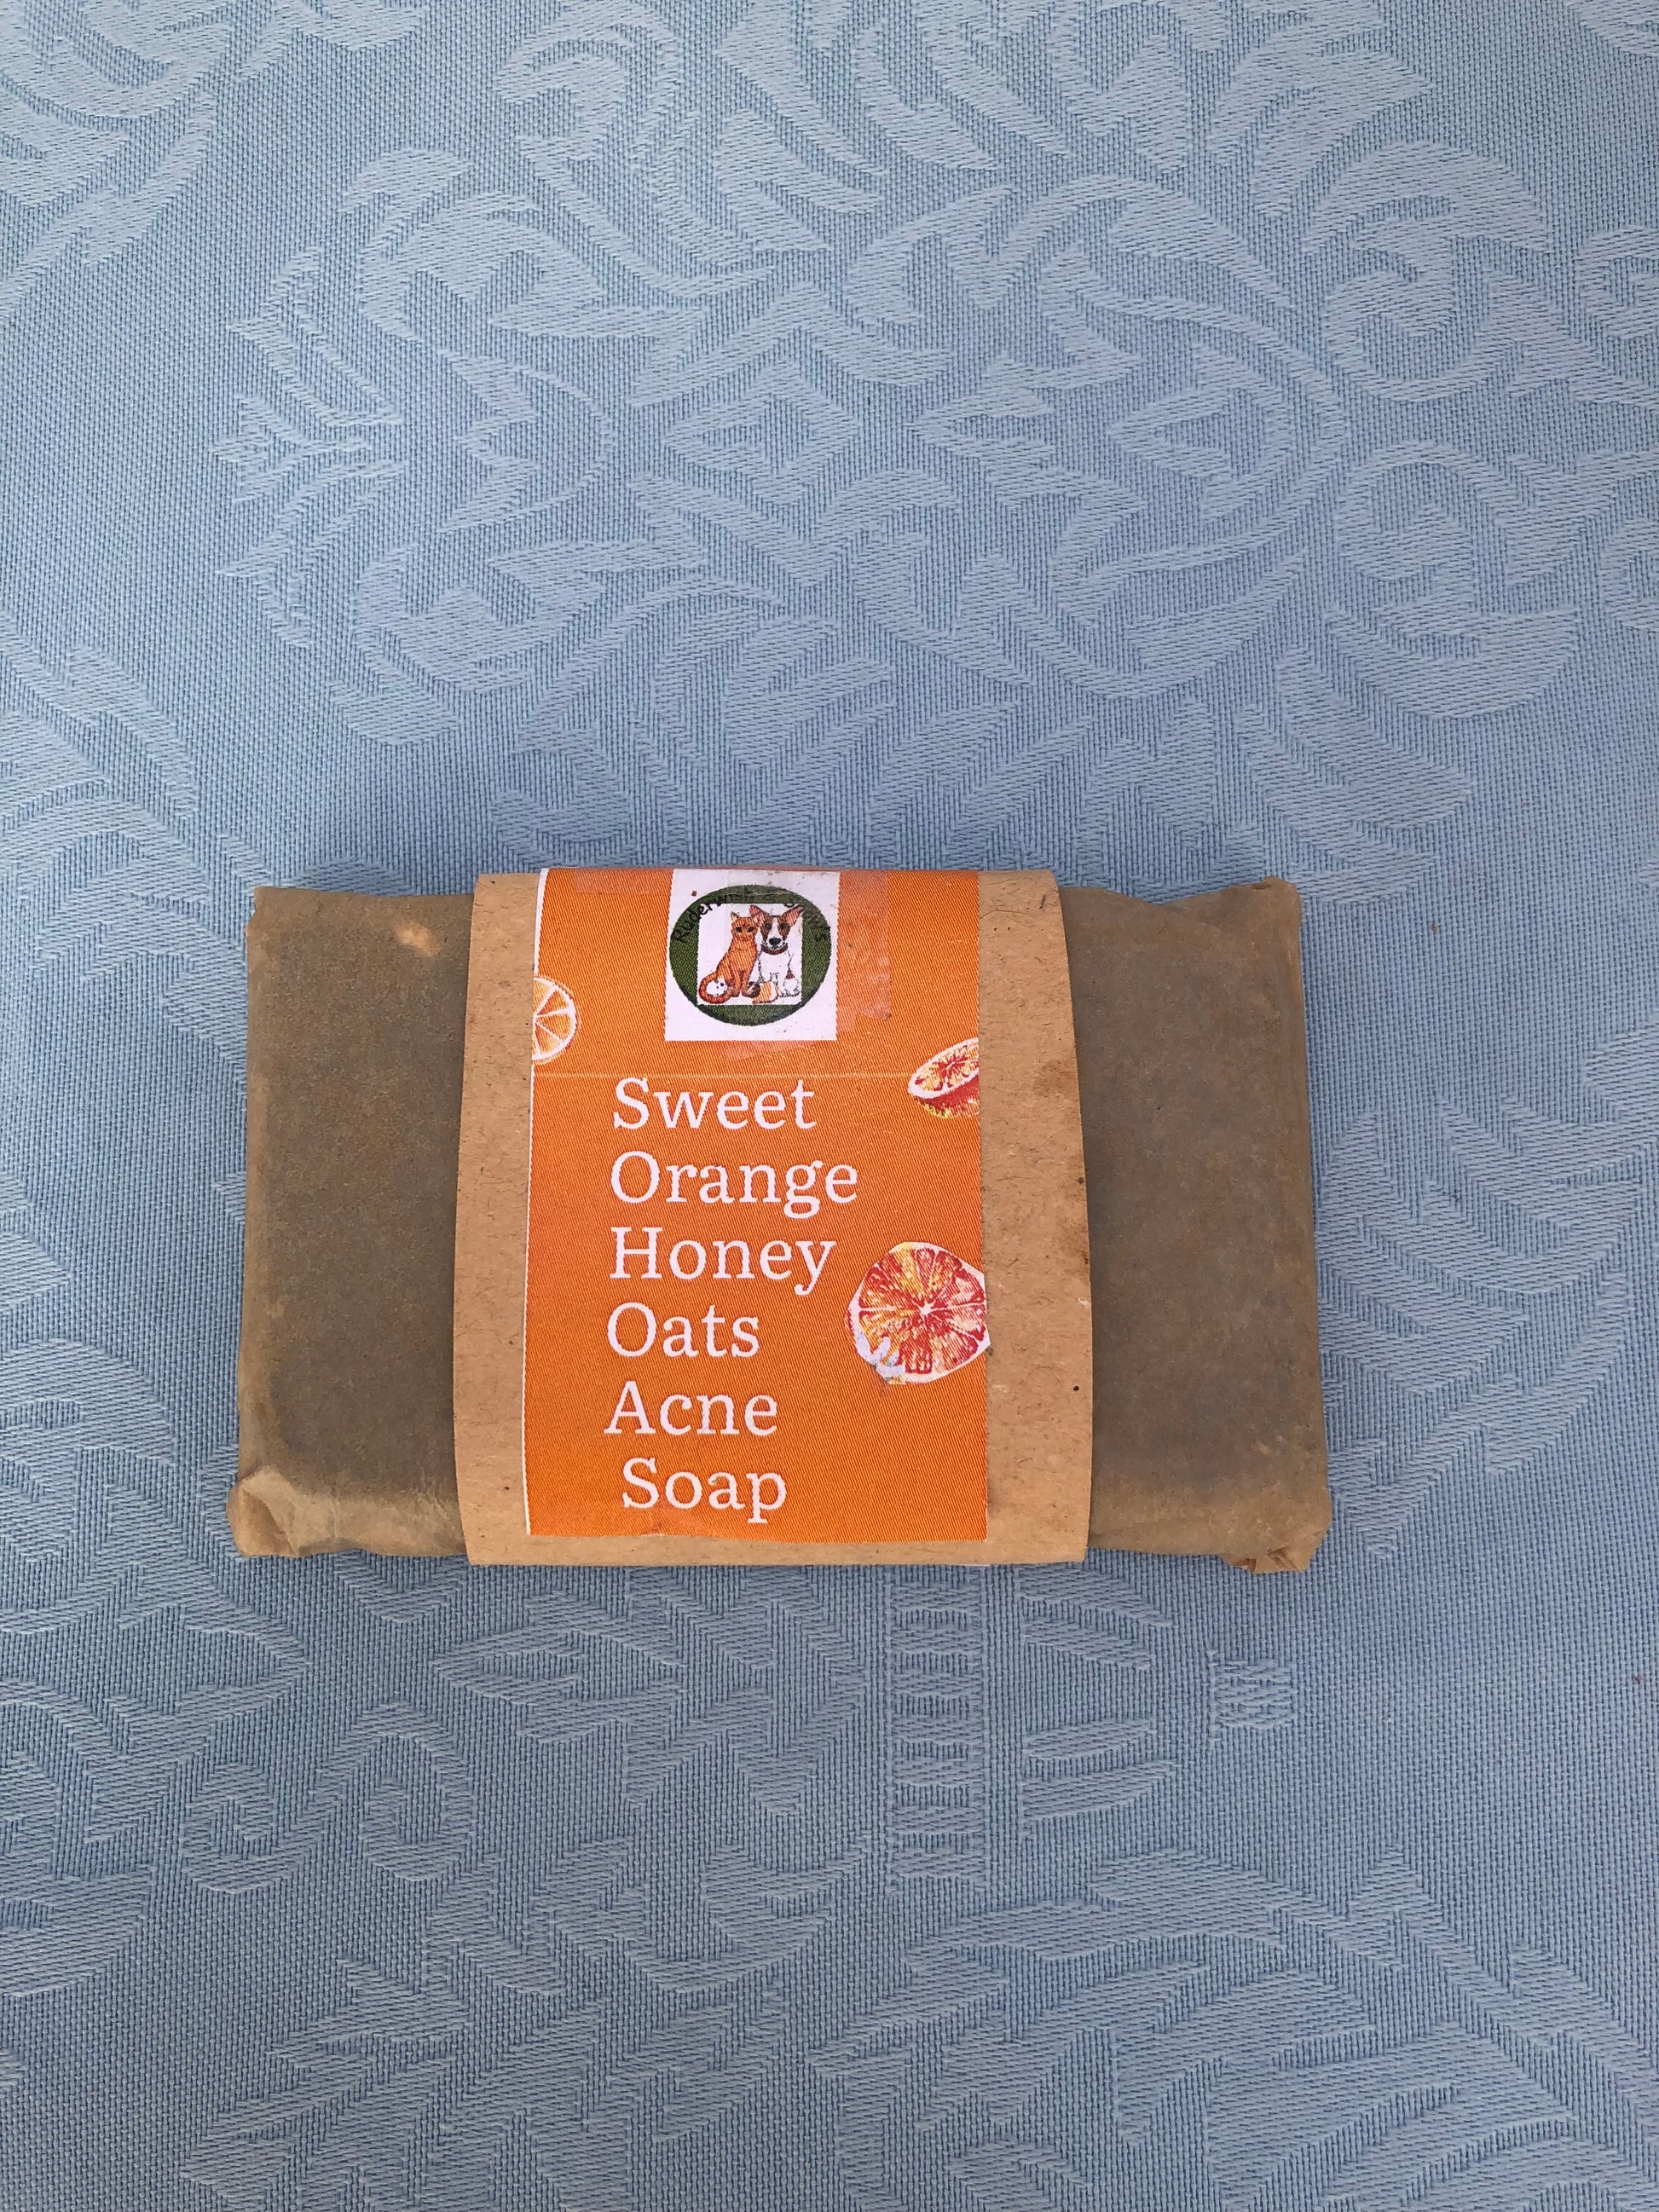 Sweet
Orange
Honey
Oats
Acne
Soap